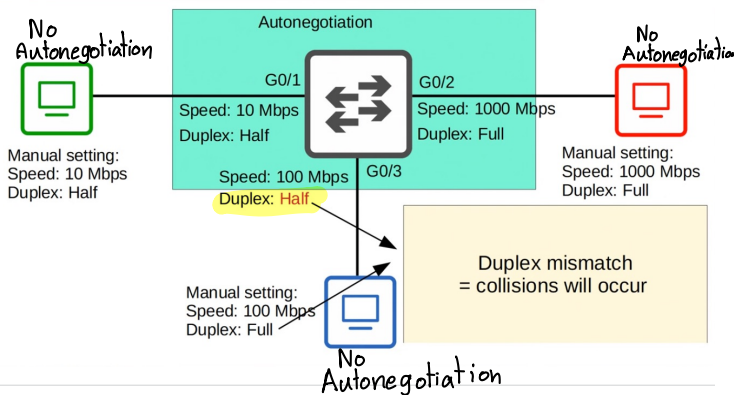 Autonegotiation
No
Autonegotiation
No
Autonegotiation
G0/1
G0/2
Speed: 10 Mbps
Duplex: Half
Speed: 1000 Mbps
Duplex: Full
Manual setting:
Speed: 10 Mbps
Duplex: Half
Manual setting:
Speed: 1000 Mbps
Duplex: Full
Speed: 100 Mbps
Duplex: Half
G0/3
Duplex mismatch
= collisions will occur
Manual setting:
Speed: 100 Mbps
Duplex: Full
No
Autonegotiation